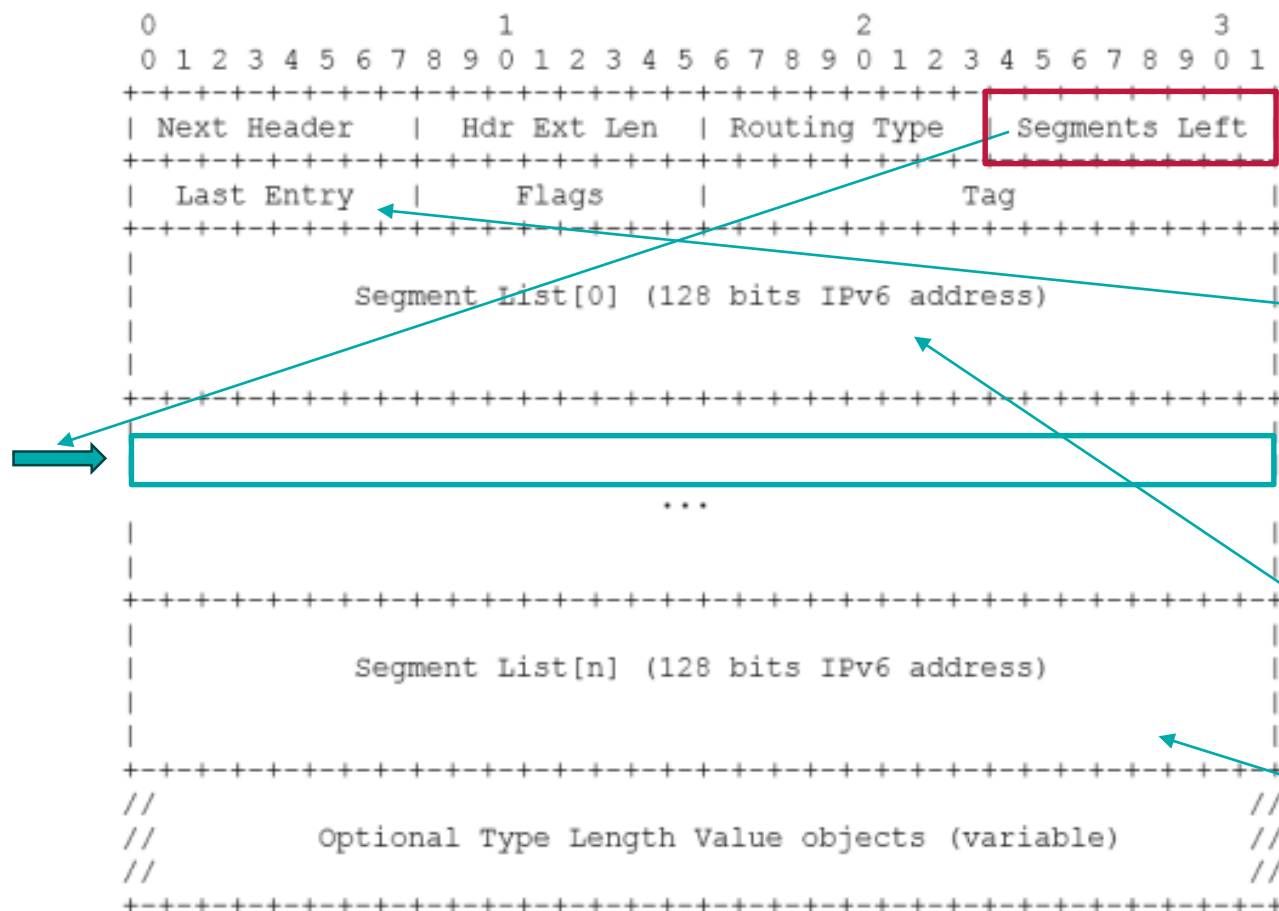 0                   1                   2                   3
0 1 2 3 4 5 6 7 8 9 0 1 2 3 4 5 6 7 8 9 0 1 2 3 4 5 6 7 8 9 0 1
+-+-+-+-+-+-+-+-+-+-+-+-+-+-+-+-+-+-+-+-+-+-+-+-+-+-+-+-+-+-+-+-+
| Next Header | Hdr Ext Len | Routing Type | Segments Left |
+-+-+-+-+-+-+-+-+-+-+-+-+-+-+-+-+-+-+-+-+-+-+-+-+-+-+-+-+-+-+-+-+
| Last Entry | Flags | Tag |
+-+-+-+-+-+-+-+-+-+-+-+-+-+-+-+-+-+-+-+-+-+-+-+-+-+-+-+-+-+-+-+-+
| |
| Segment List[0] (128 bits IPv6 address) |
| |
| |
+-+-+-+-+-+-+-+-+-+-+-+-+-+-+-+-+-+-+-+-+-+-+-+-+-+-+-+-+-+-+-+-+
| |
...
| |
| |
+-+-+-+-+-+-+-+-+-+-+-+-+-+-+-+-+-+-+-+-+-+-+-+-+-+-+-+-+-+-+-+-+
| |
| Segment List[n] (128 bits IPv6 address) |
| |
| |
+-+-+-+-+-+-+-+-+-+-+-+-+-+-+-+-+-+-+-+-+-+-+-+-+-+-+-+-+-+-+-+-+
// //
// Optional Type Length Value objects (variable) //
// //
+-+-+-+-+-+-+-+-+-+-+-+-+-+-+-+-+-+-+-+-+-+-+-+-+-+-+-+-+-+-+-+-+